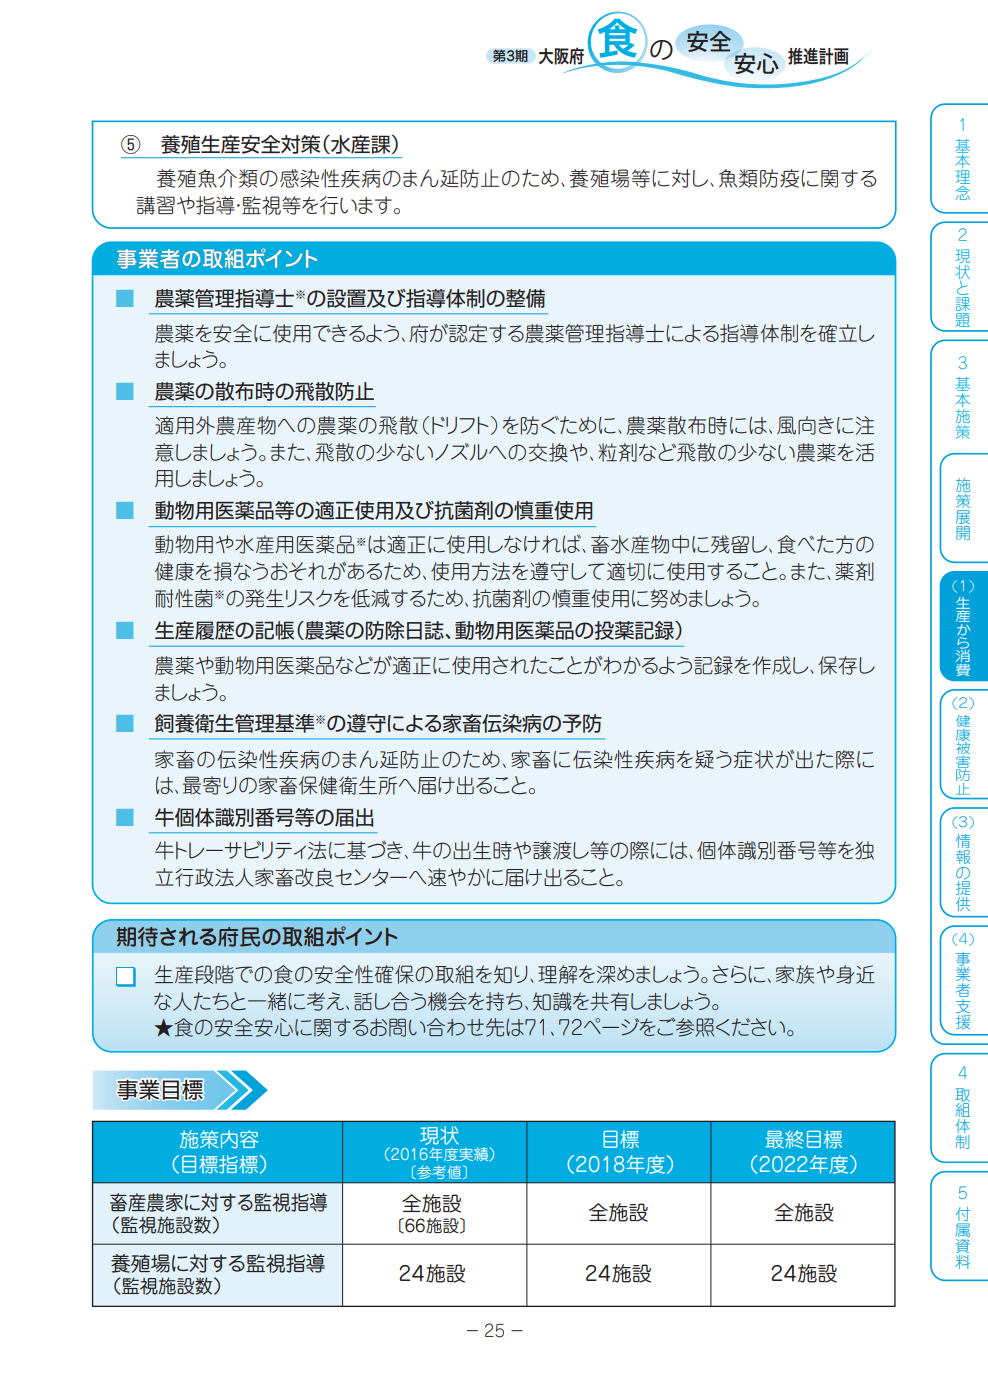 第3期 大阪府 食の安全安心 推進計画
⑤ 養殖生産安全対策（水産課）
養殖魚介類の感染性疾病のまん延防止のため、養殖場等に対し、魚類防疫に関する
講習や指導・監視等を行います。
事業者の取組ポイント
■ 農薬管理指導士※の設置及び指導体制の整備
農薬を安全に使用できるよう、府が認定する農薬管理指導士による指導体制を確立し
ましょう。
■ 農薬の散布時の飛散防止
適用外農産物への農薬の飛散（ドリフト）を防ぐために、農薬散布時には、風向きに注
意しましょう。また、飛散の少ないノズルへの交換や、粒剤など飛散の少ない農薬を活
用しましょう。
■ 動物用医薬品等の適正使用及び抗菌剤の慎重使用
動物用や水産用医薬品※は適正に使用しなければ、畜水産物中に残留し、食べた方の
健康を損なうおそれがあるため、使用方法を遵守して適切に使用すること。また、薬剤
耐性菌※の発生リスクを低減するため、抗菌剤の慎重使用に努めましょう。
■ 生産履歴の記帳（農薬の防除日誌、動物用医薬品の投薬記録）
農薬や動物用医薬品などが適正に使用されたことがわかるよう記録を作成し、保存し
ましょう。
■ 飼養衛生管理基準※の遵守による家畜伝染病の予防
家畜の伝染性疾病のまん延防止のため、家畜に伝染性疾病を疑う症状が出た際に
は、最寄りの家畜保健衛生所へ届け出ること。
■ 牛個体識別番号等の届出
牛トレーサビリティ法に基づき、牛の出生時や譲渡し等の際には、個体識別番号等を独
立行政法人家畜改良センターへ速やかに届け出ること。
期待される府民の取組ポイント
❏ 生産段階での食の安全性確保の取組を知り、理解を深めましょう。さらに、家族や身近
な人たちと一緒に考え、話し合う機会を持ち、知識を共有しましょう。
★食の安全安心に関するお問い合わせ先は71、72ページをご参照ください。
事業目標
施策内容
（目標指標）
現状
（2016年度実績）
〔参考値〕
目標
（2018年度）
最終目標
（2022年度）
畜産農家に対する監視指導
（監視施設数）
全施設
〔66施設〕
全施設
全施設
養殖場に対する監視指導
（監視施設数）
24施設
24施設
24施設
− 25 −
1 基本理念
2 現状と課題
3 基本施策
施策展開
（1）生産から消費
（2）健康被害防止
（3）情報の提供
（4）事業者支援
4 取組体制
5 付属資料